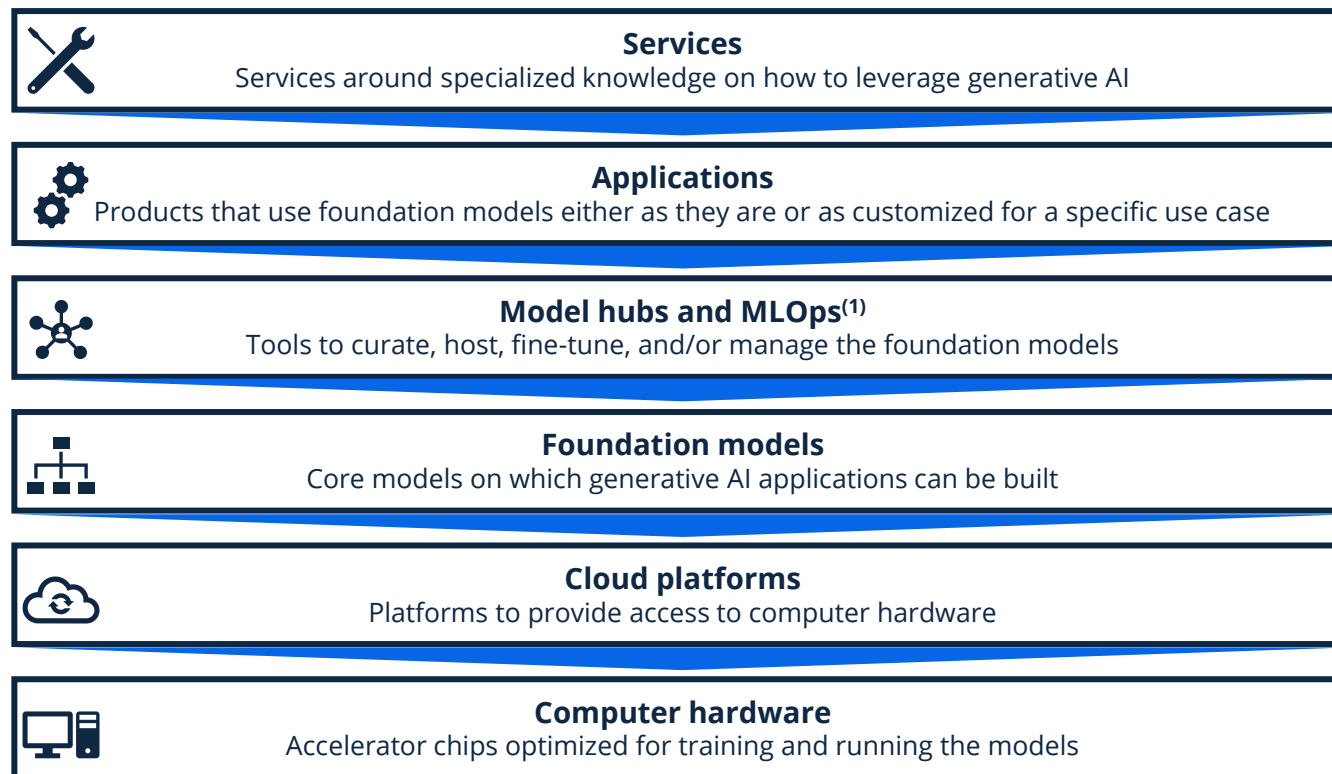 Services
Services around specialized knowledge on how to leverage generative AI
Applications
Products that use foundation models either as they are or as customized for a specific use case
Model hubs and MLOps(1)
Tools to curate, host, fine-tune, and/or manage the foundation models
Foundation models
Core models on which generative AI applications can be built
Cloud platforms
Platforms to provide access to computer hardware
Computer hardware
Accelerator chips optimized for training and running the models